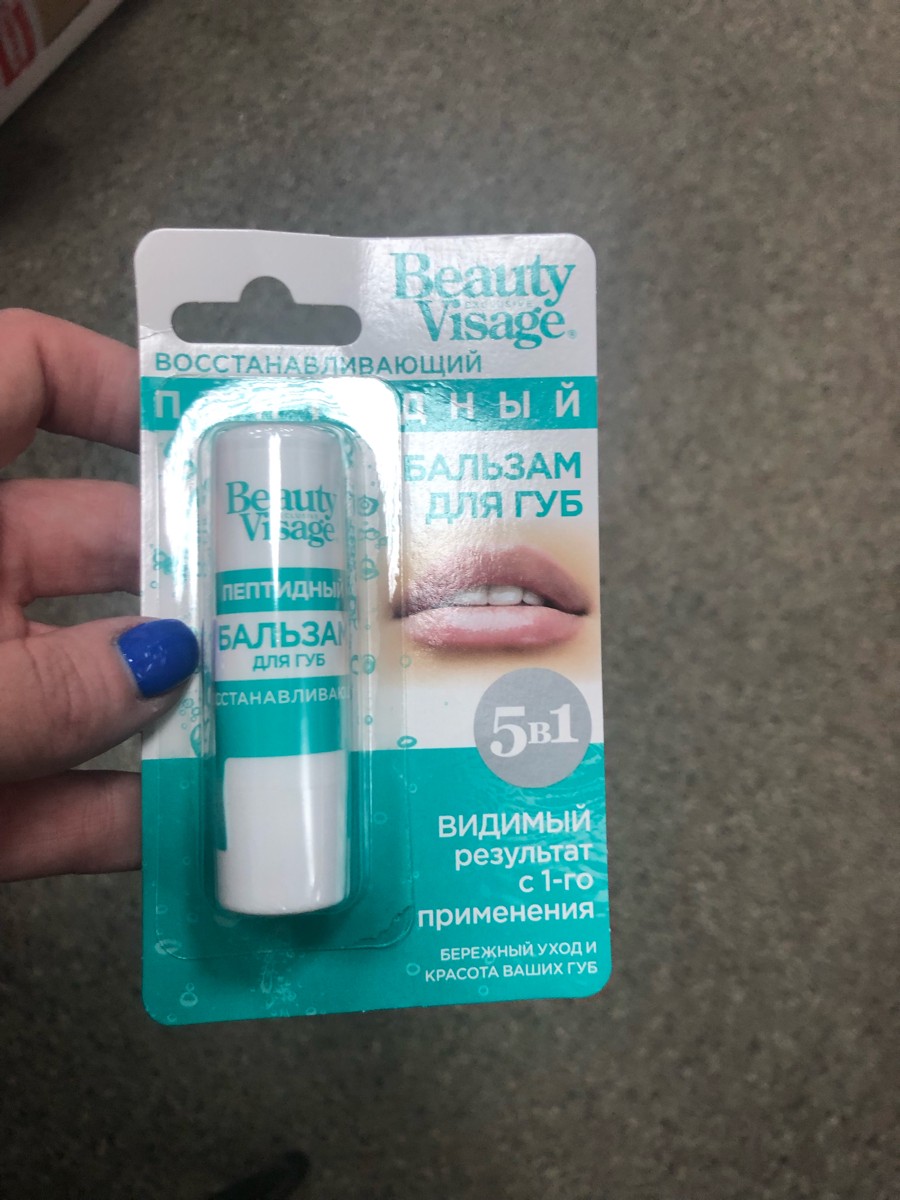 Beauty
EXCLUSIVE
Visage®
ВОССТАНАВЛИВАЮЩИЙ
БАЛЬЗАМ
ДЛЯ ГУБ
Beauty
Visage
ПЕПТИДНЫЙ
БАЛЬЗАМ
ДЛЯ ГУБ
5в1
ВИДИМЫЙ
результат
с 1-го
применения
БЕРЕЖНЫЙ УХОД И
КРАСОТА ВАШИХ ГУБ